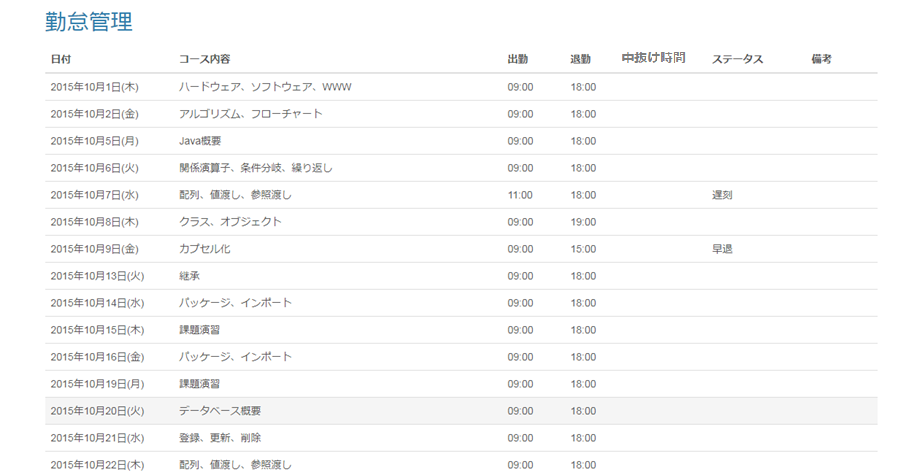 勤怠管理
日付 コース内容 出勤 退勤 中抜け時間 ステータス 備考
2015年10月1日(木) ハードウェア、ソフトウェア、WWW 09:00 18:00
2015年10月2日(金) アルゴリズム、フローチャート 09:00 18:00
2015年10月5日(月) Java概要 09:00 18:00
2015年10月6日(火) 関係演算子、条件分岐、繰り返し 09:00 18:00
2015年10月7日(水) 配列、値渡し、参照渡し 11:00 18:00 遅刻
2015年10月8日(木) クラス、オブジェクト 09:00 19:00
2015年10月9日(金) カプセル化 09:00 15:00 早退
2015年10月13日(火) 継承 09:00 18:00
2015年10月14日(水) パッケージ、インポート 09:00 18:00
2015年10月15日(木) 課題演習 09:00 18:00
2015年10月16日(金) パッケージ、インポート 09:00 18:00
2015年10月19日(月) 課題演習 09:00 18:00
2015年10月20日(火) データベース概要 09:00 18:00
2015年10月21日(水) 登録、更新、削除 09:00 18:00
2015年10月22日(木) 配列、値渡し、参照渡し 09:00 18:00